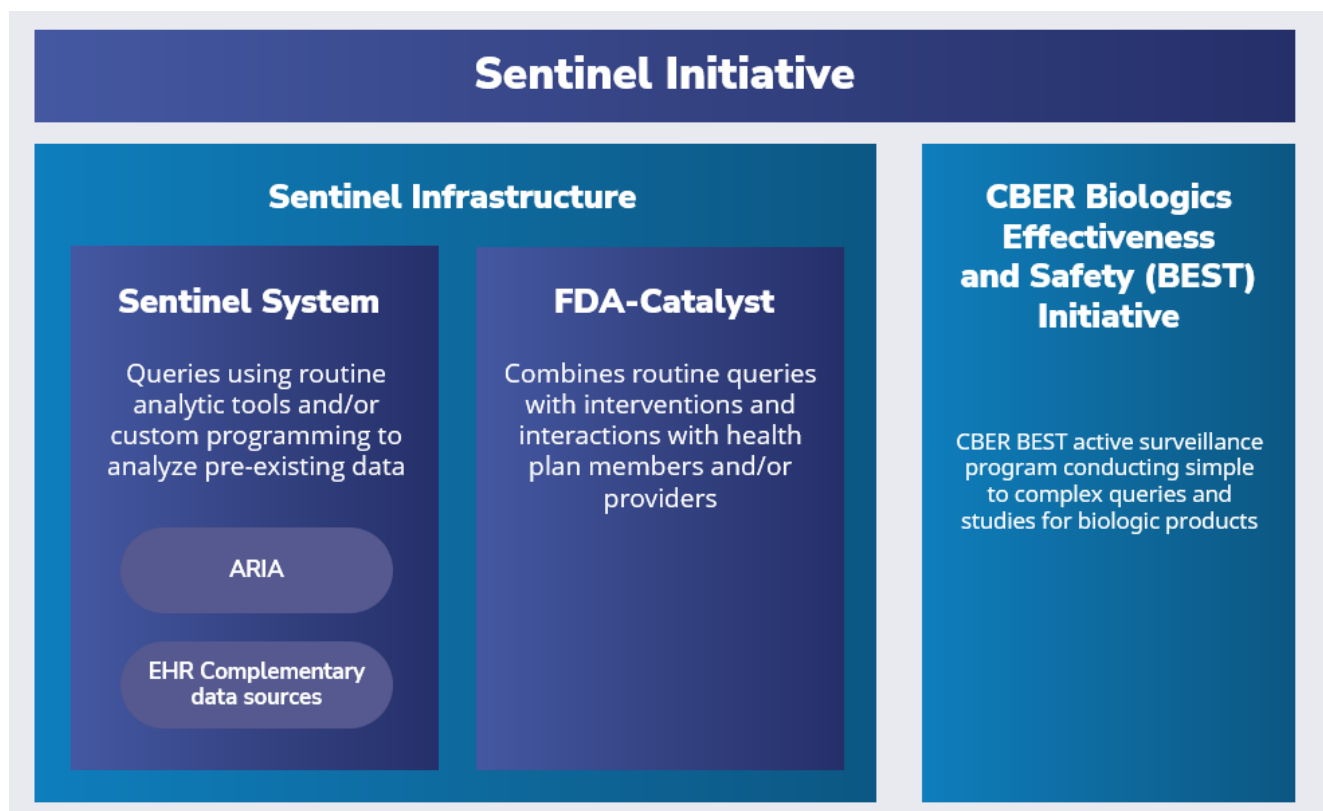 Sentinel Initiative
Sentinel Infrastructure
Sentinel System
Queries using routine
analytic tools and/or
custom programming to
analyze pre-existing data
ARIA
EHR Complementary
data sources
FDA-Catalyst
Combines routine queries
with interventions and
interactions with health
plan members and/or
providers
CBER Biologics
Effectiveness
and Safety (BEST)
Initiative
CBER BEST active surveillance
program conducting simple
to complex queries and
studies for biologic products